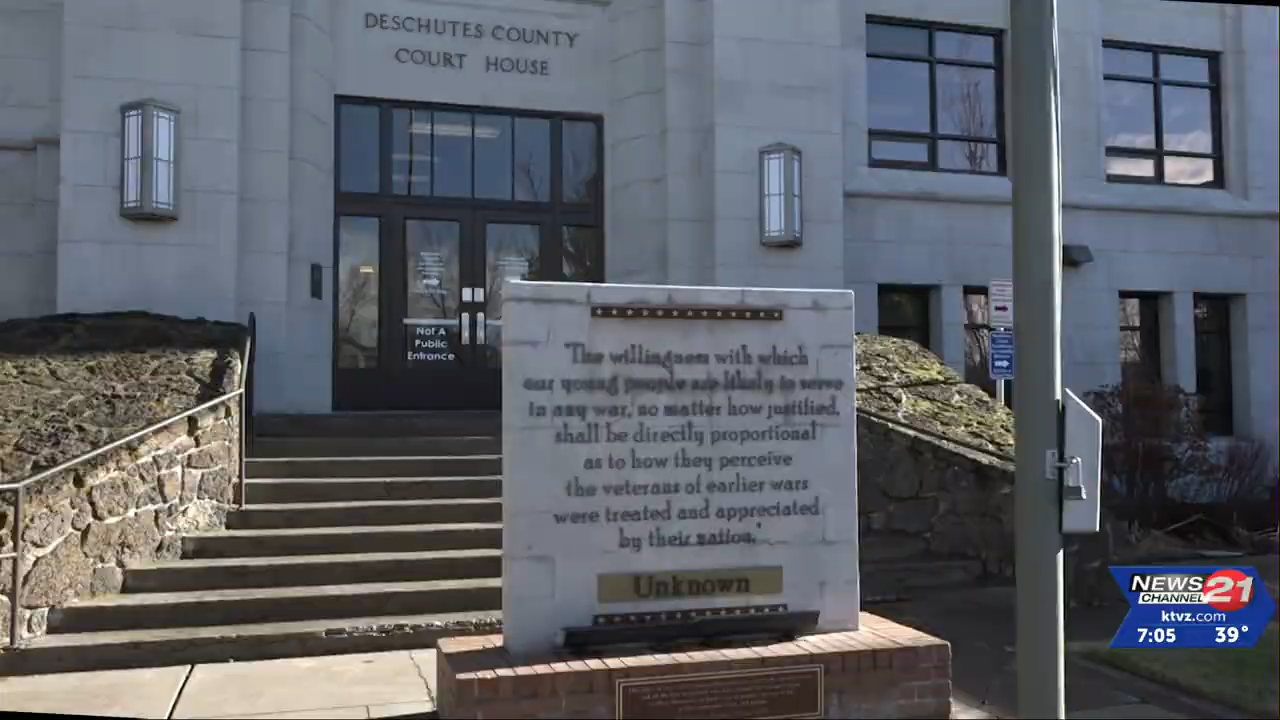 DESCHUTES COUNTY
COURT HOUSE
Not A
Public
Entrance
"The willingness with which
our young people are likely to serve
in any war, no matter how justified,
shall be directly proportional
as to how they perceive
the veterans of earlier wars
were treated and appreciated
by their nation."
Unknown
NEWS
CHANNEL 21
ktvz.com
7:05 39°